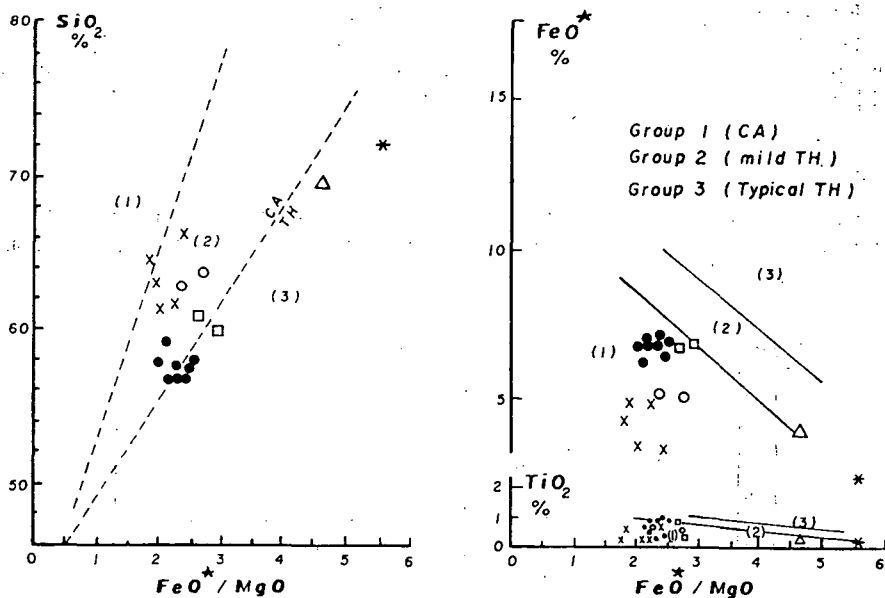 80
SiO2
%
70
60
50
(1)
(2)
(3)
CA
TH
0 1 2 3 4 5 6
FeO* / MgO
FeO*
%
15
10
5
Group 1 (CA)
Group 2 (mild TH)
Group 3 (Typical TH)
(3)
(2)
(1)
2
TiO2
%
1
0
(1)
(2)
(3)
0 1 2 3 4 5 6
FeO* / MgO